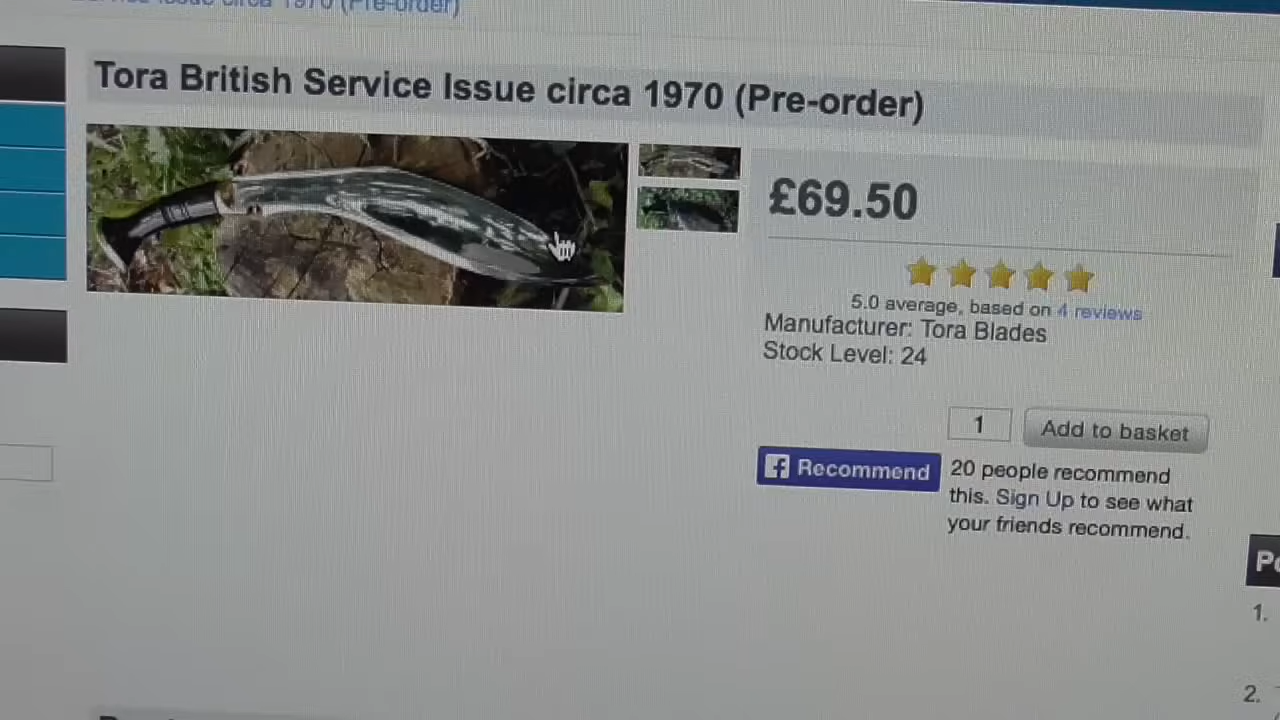 (Pre-order)
Tora British Service Issue circa 1970 (Pre-order)
£69.50
5.0 average, based on 4 reviews
Manufacturer: Tora Blades
Stock Level: 24
1
Add to basket
Recommend
20 people recommend
this. Sign Up to see what
your friends recommend.
1.
2.